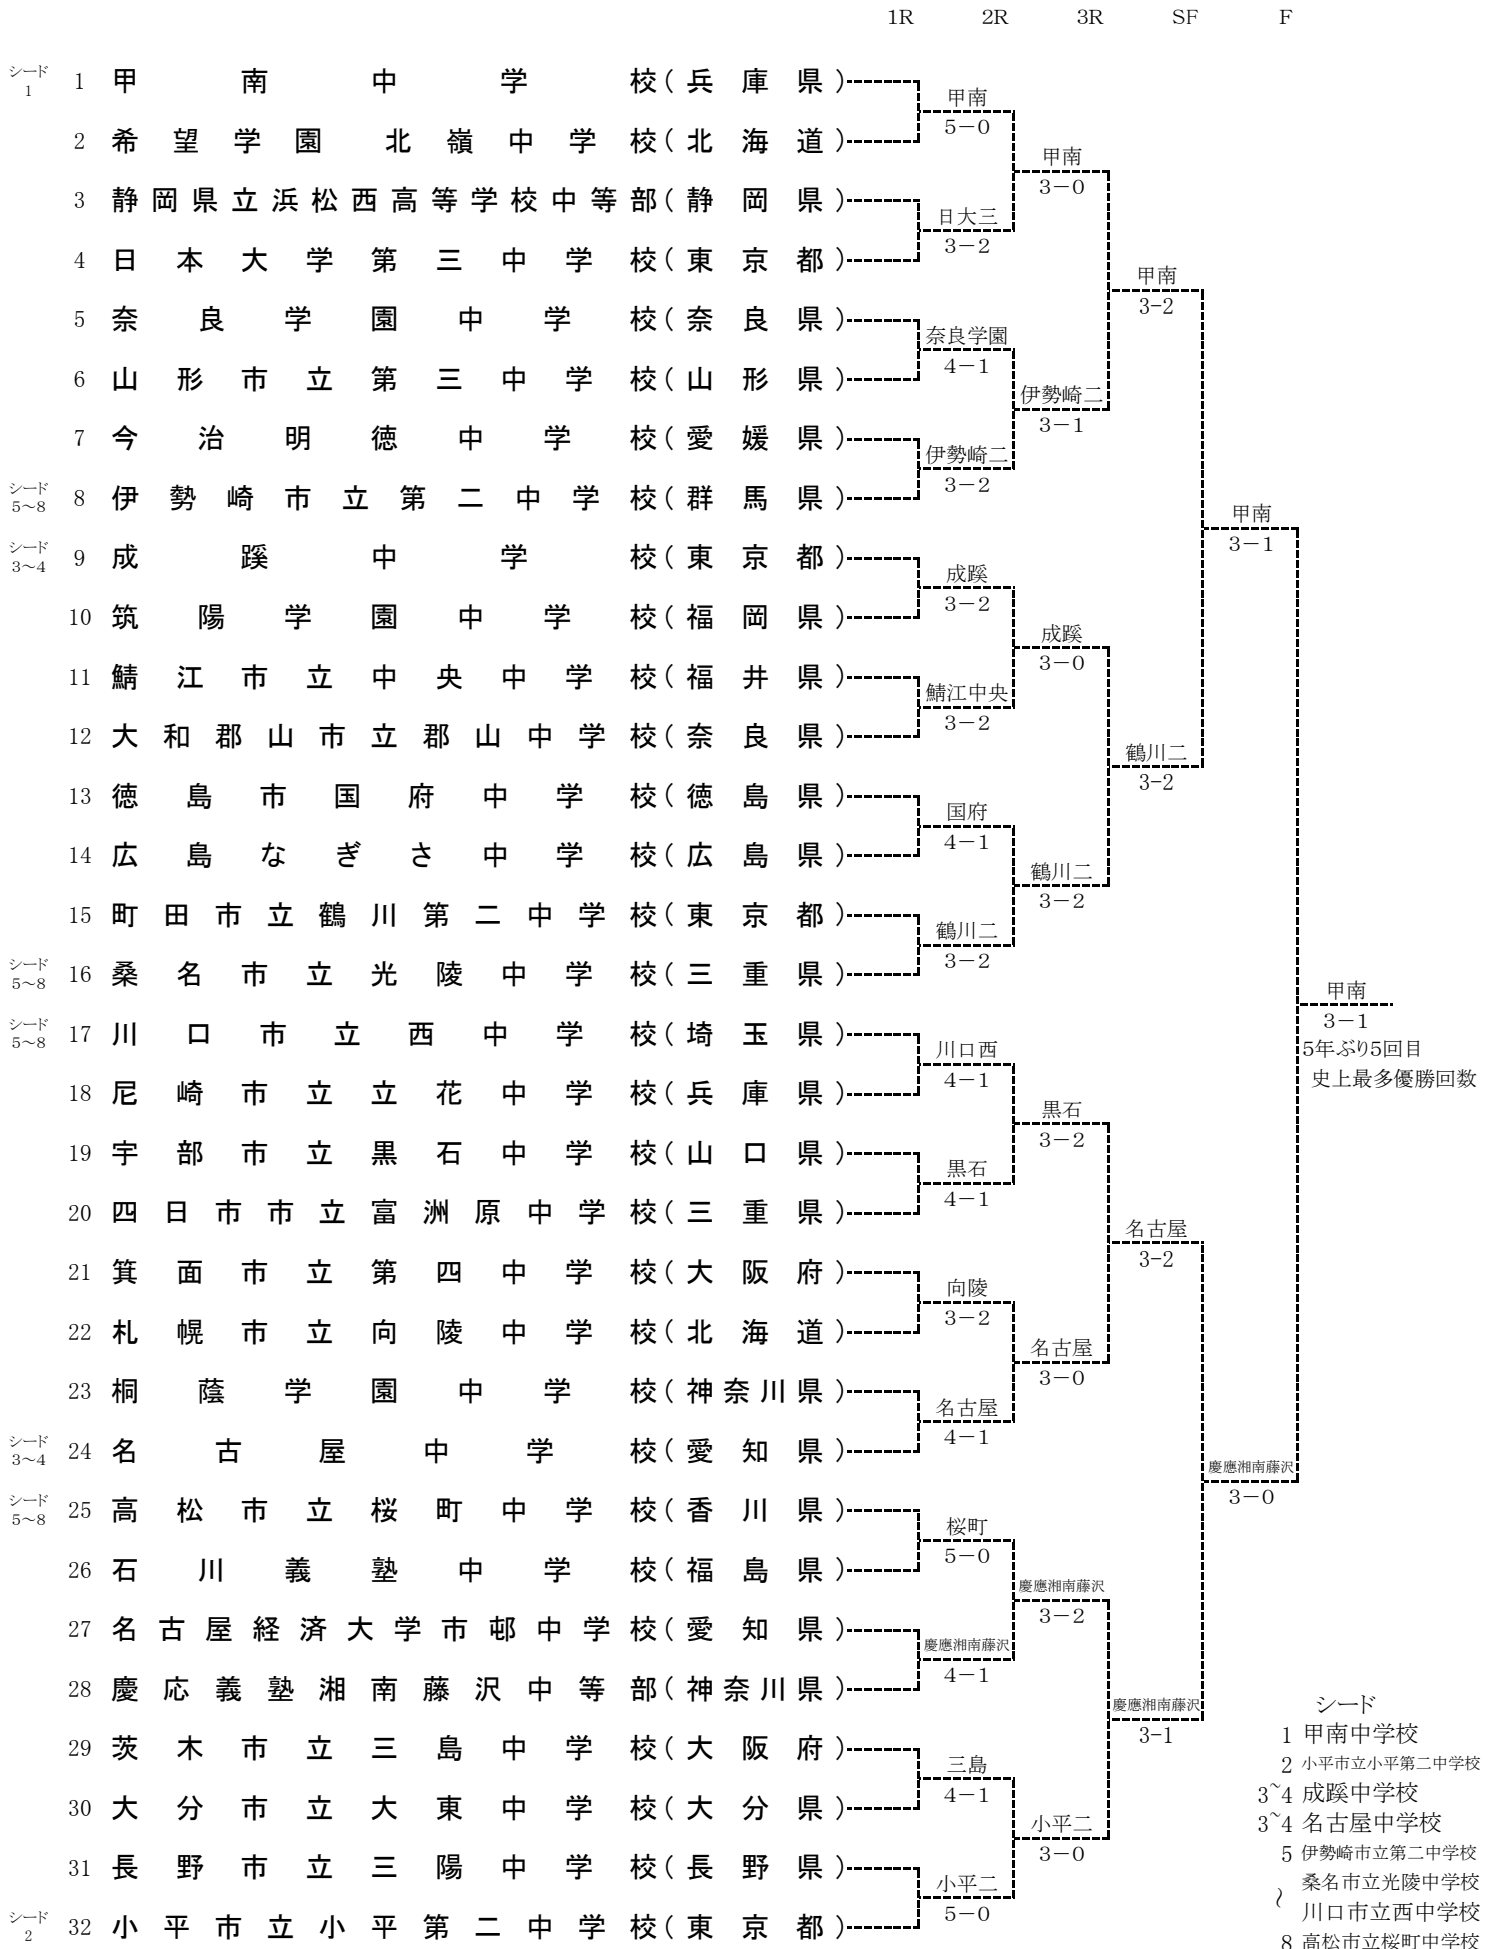 1R 2R 3R SF F
シード 1 1 甲南中学校(兵庫県)
甲南
5-0
2 希望学園北嶺中学校(北海道)
甲南
3-0
3 静岡県立浜松西高等学校中等部(静岡県)
日大三
3-2
4 日本大学第三中学校(東京都)
甲南
3-2
5 奈良学園中学校(奈良県)
奈良学園
4-1
6 山形市立第三中学校(山形県)
伊勢崎二
3-1
7 今治明徳中学校(愛媛県)
伊勢崎二
3-2
シード 5~8 8 伊勢崎市立第二中学校(群馬県)
甲南
3-1
シード 3~4 9 成蹊中学校(東京都)
成蹊
3-2
10 筑陽学園中学校(福岡県)
成蹊
3-0
11 鯖江市立中央中学校(福井県)
鯖江中央
3-2
12 大和郡山市立郡山中学校(奈良県)
鶴川二
3-2
13 徳島市国府中学校(徳島県)
国府
4-1
14 広島なぎさ中学校(広島県)
鶴川二
3-2
15 町田市立鶴川第二中学校(東京都)
鶴川二
3-2
シード 5~8 16 桑名市立光陵中学校(三重県)
甲南
3-1
5年ぶり5回目
史上最多優勝回数
シード 5~8 17 川口市立西中学校(埼玉県)
川口西
4-1
18 尼崎市立立花中学校(兵庫県)
黒石
3-2
19 宇部市立黒石中学校(山口県)
黒石
4-1
20 四日市市立富洲原中学校(三重県)
名古屋
3-2
21 箕面市立第四中学校(大阪府)
向陵
3-2
22 札幌市立向陵中学校(北海道)
名古屋
3-0
23 桐蔭学園中学校(神奈川県)
名古屋
4-1
シード 3~4 24 名古屋中学校(愛知県)
慶應湘南藤沢
3-0
シード 5~8 25 高松市立桜町中学校(香川県)
桜町
5-0
26 石川義塾中学校(福島県)
慶應湘南藤沢
3-2
27 名古屋経済大学市邨中学校(愛知県)
慶應湘南藤沢
4-1
28 慶応義塾湘南藤沢中等部(神奈川県)
慶應湘南藤沢
3-1
29 茨木市立三島中学校(大阪府)
三島
4-1
30 大分市立大東中学校(大分県)
小平二
3-0
31 長野市立三陽中学校(長野県)
小平二
5-0
シード 2 32 小平市立小平第二中学校(東京都)
シード
1 甲南中学校
2 小平市立小平第二中学校
3~4 成蹊中学校
3~4 名古屋中学校
5 伊勢崎市立第二中学校
桑名市立光陵中学校
~ 川口市立西中学校
8 高松市立桜町中学校